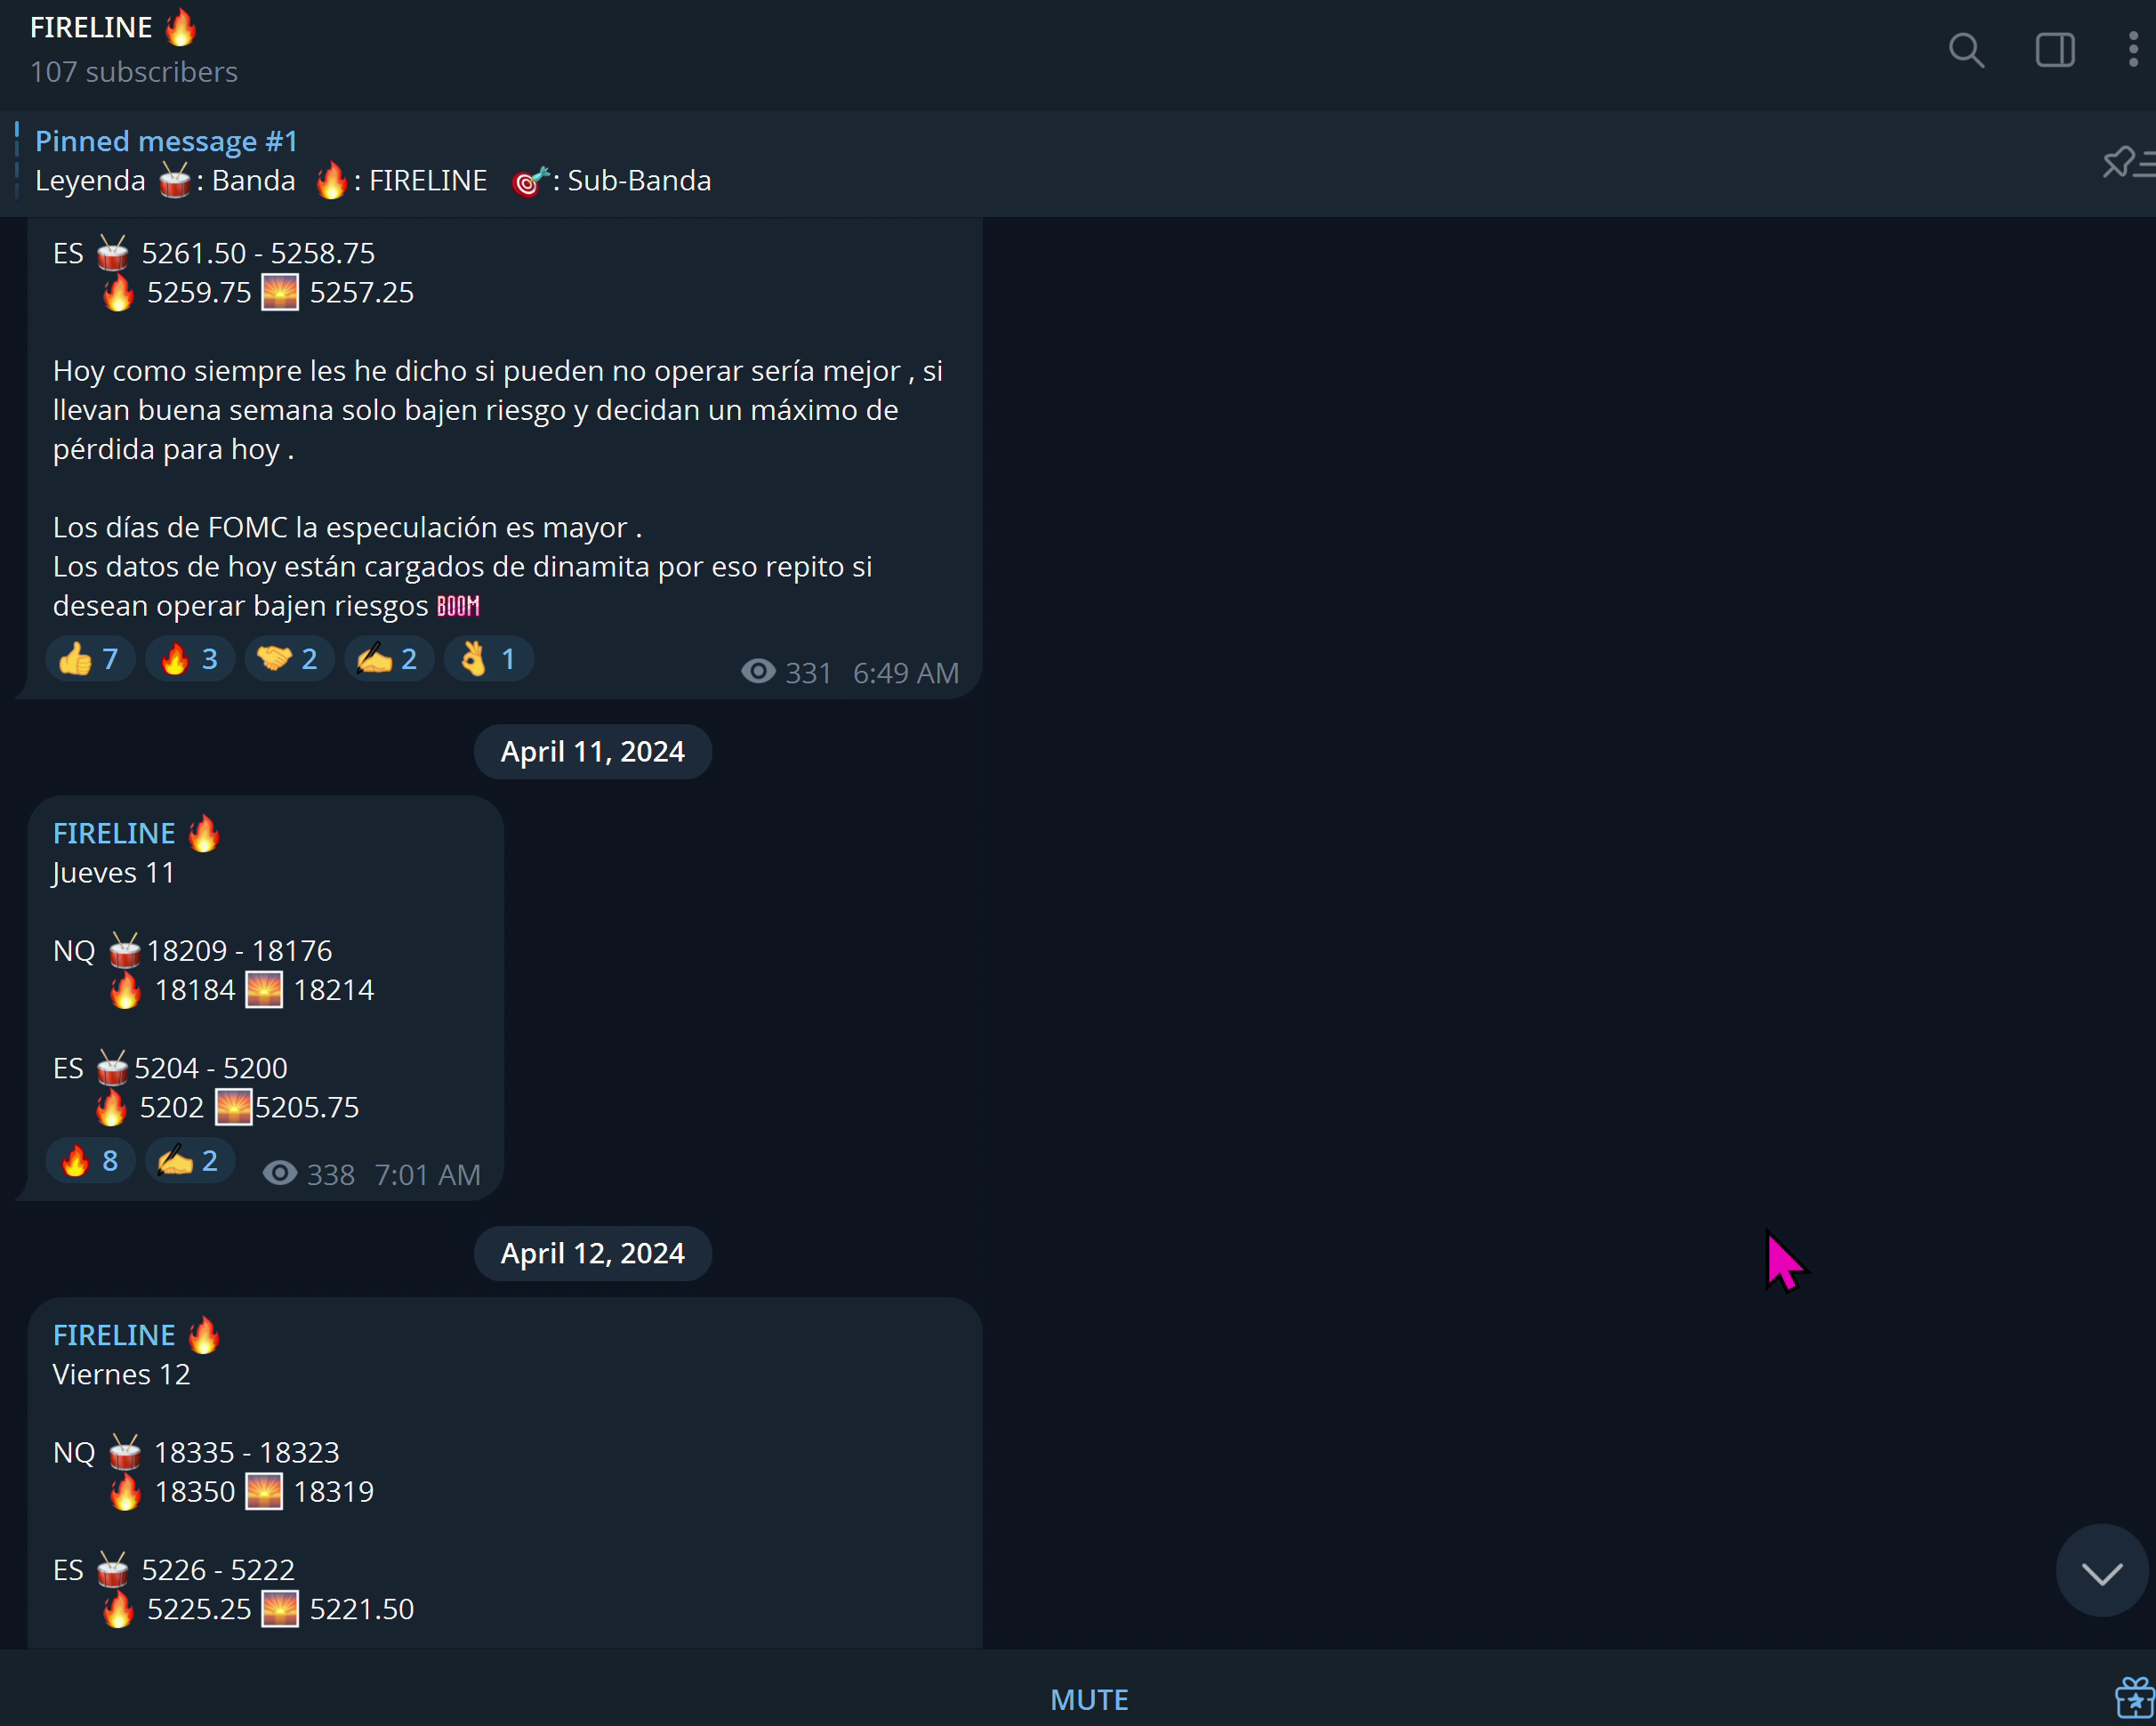 FIRELINE 🔥
107 subscribers
Pinned message #1
Leyenda 🥁: Banda 🔥: FIRELINE 🎯: Sub-Banda
ES 🥁 5261.50 - 5258.75
🔥 5259.75 🌅 5257.25
Hoy como siempre les he dicho si pueden no operar sería mejor , si
llevan buena semana solo bajen riesgo y decidan un máximo de
pérdida para hoy .
Los días de FOMC la especulación es mayor .
Los datos de hoy están cargados de dinamita por eso repito si
desean operar bajen riesgos BOOM
👍 7 🔥 3 🤝 2 ✍️ 2 👌 1
331 6:49 AM
April 11, 2024
FIRELINE 🔥
Jueves 11
NQ 🥁18209 - 18176
🔥 18184 🌅 18214
ES 🥁5204 - 5200
🔥 5202 🌅5205.75
🔥 8 ✍️ 2 338 7:01 AM
April 12, 2024
FIRELINE 🔥
Viernes 12
NQ 🥁 18335 - 18323
🔥 18350 🌅 18319
ES 🥁 5226 - 5222
🔥 5225.25 🌅 5221.50
MUTE